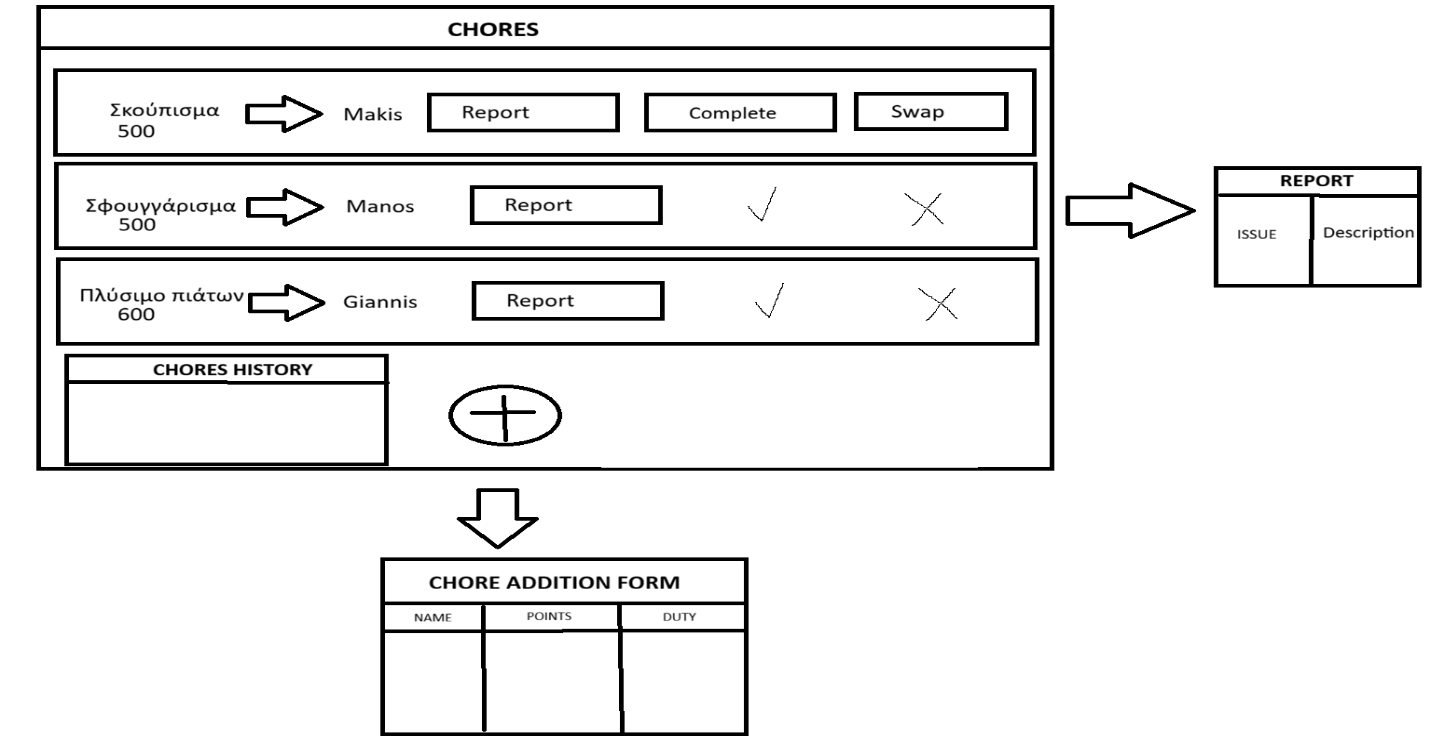 CHORES
Σκούπισμα
500
Makis
Report
Complete
Swap
Σφουγγάρισμα
500
Manos
Report
Πλύσιμο πιάτων
600
Giannis
Report
CHORES HISTORY
REPORT
ISSUE
Description
CHORE ADDITION FORM
NAME
POINTS
DUTY